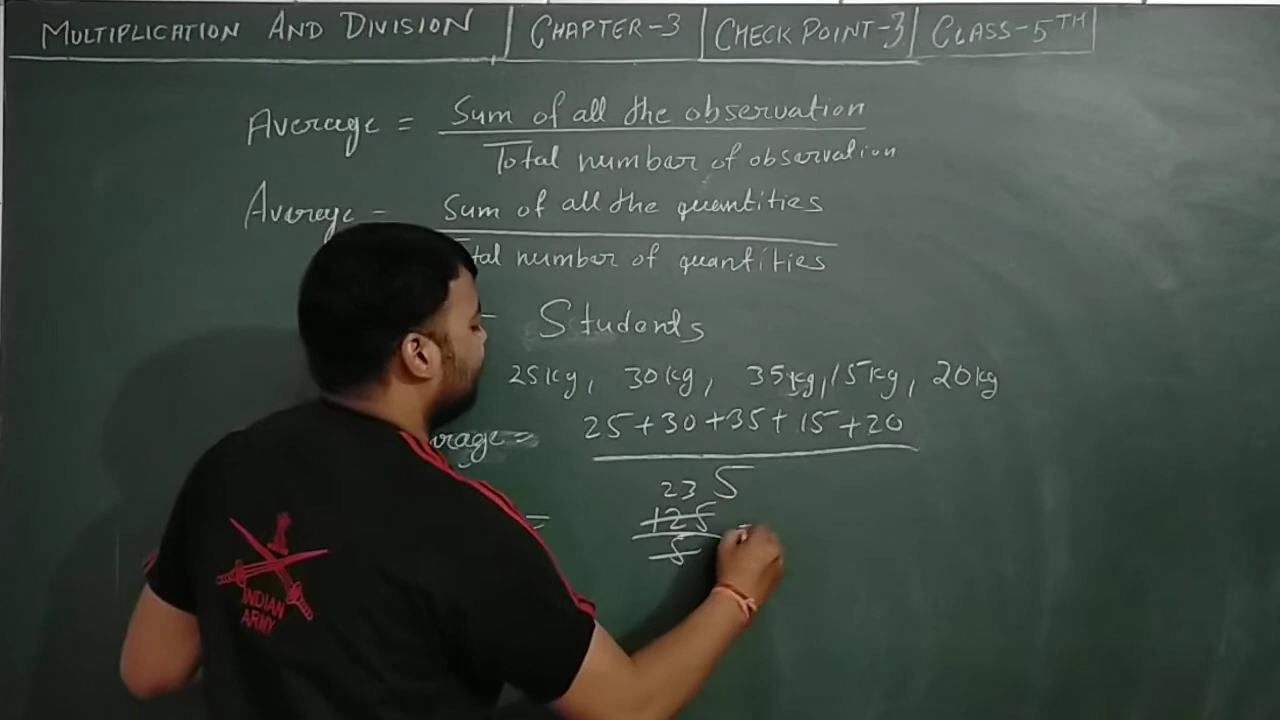 MULTIPLICATION AND DIVISION | CHAPTER-3 | CHECK POINT-3 | CLASS-5TH
Average = Sum of all the observation
Total number of observation
Average = Sum of all the quantities
tal number of quantities
Students
25kg, 30kg, 35kg, 15kg, 20kg
rage = 25+30+35+15+20
5
23
= 125
5
INDIAN
ARMY